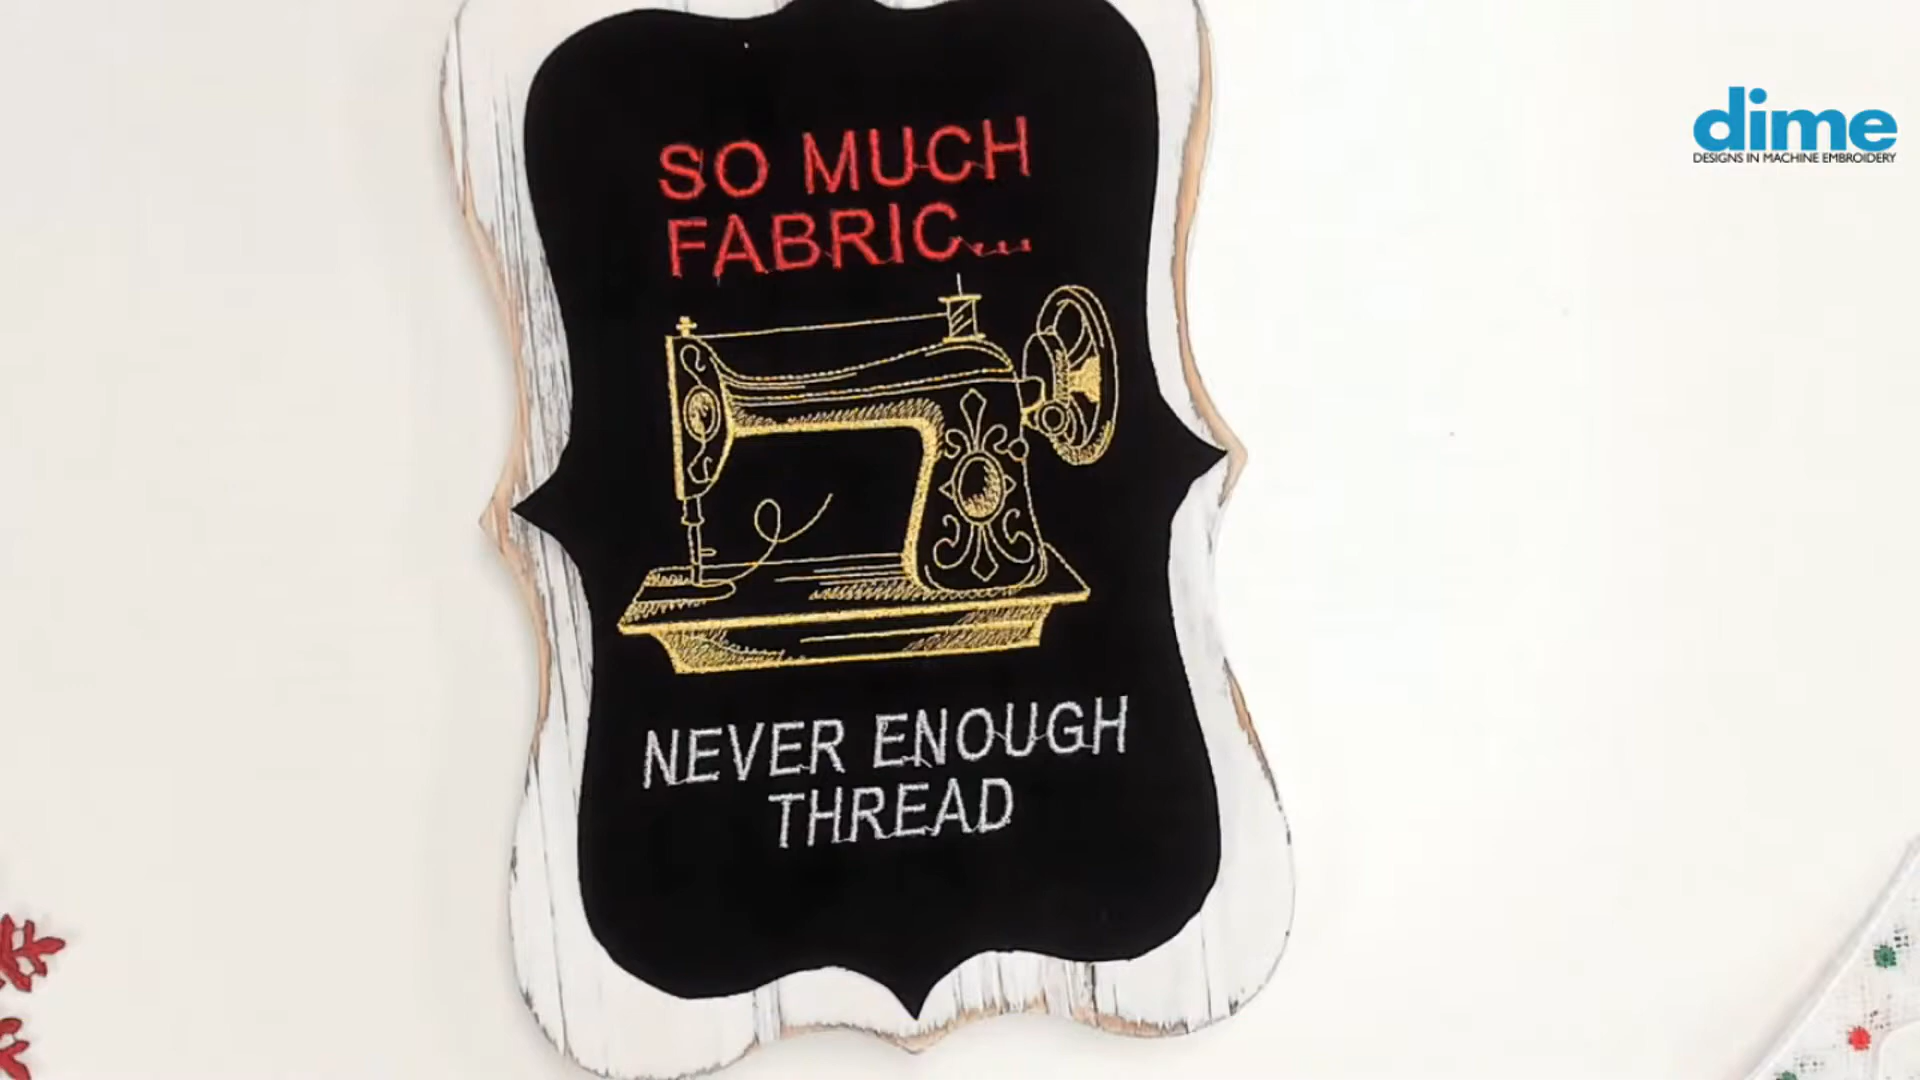 SO MUCH
FABRIC...
NEVER ENOUGH
THREAD
dime
DESIGNS IN MACHINE EMBROIDERY